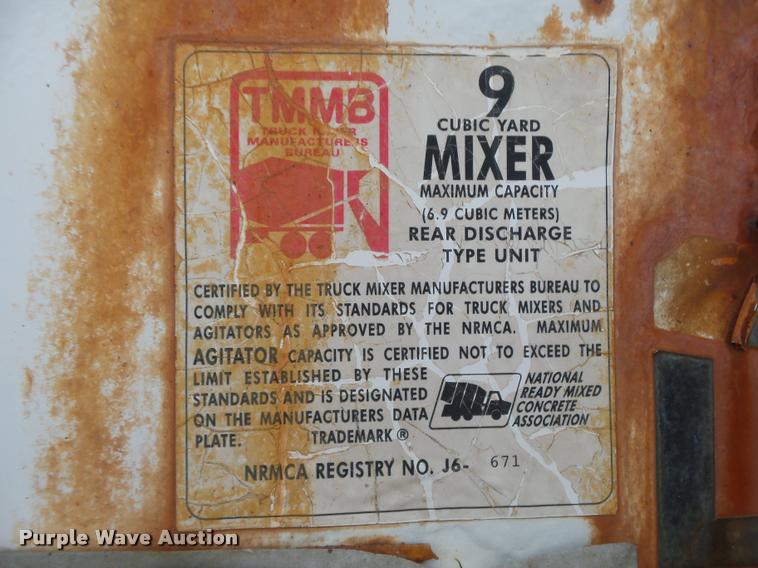 TMMB
TRUCK MIXER
MANUFACTURERS
BUREAU
9
CUBIC YARD
MIXER
MAXIMUM CAPACITY
(6.9 CUBIC METERS)
REAR DISCHARGE
TYPE UNIT
CERTIFIED BY THE TRUCK MIXER MANUFACTURERS BUREAU TO
COMPLY WITH ITS STANDARDS FOR TRUCK MIXERS AND
AGITATORS AS APPROVED BY THE NRMCA. MAXIMUM
AGITATOR CAPACITY IS CERTIFIED NOT TO EXCEED THE
LIMIT ESTABLISHED BY THESE
STANDARDS AND IS DESIGNATED
ON THE MANUFACTURERS DATA
PLATE. TRADEMARK ®
NATIONAL
READY MIXED
CONCRETE
ASSOCIATION
NRMCA REGISTRY NO. J6- 671
Purple Wave Auction